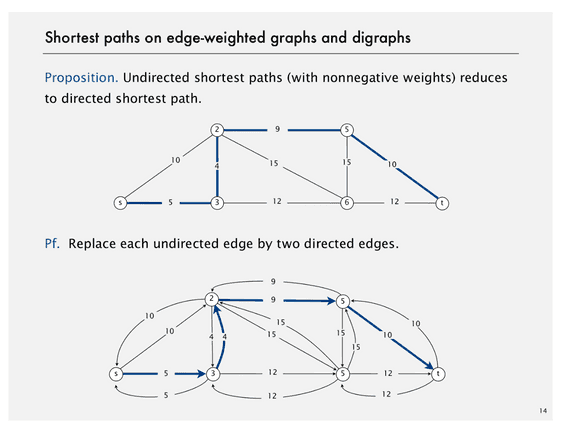 Shortest paths on edge-weighted graphs and digraphs
Proposition. Undirected shortest paths (with nonnegative weights) reduces
to directed shortest path.
2 9 5
10 4 15 15 10
s 5 3 12 6 12 t
Pf. Replace each undirected edge by two directed edges.
9
2 9 5
10 10 4 4 15 15 15 15 10 10
s 5 3 12 5 12 t
5 12 12
14